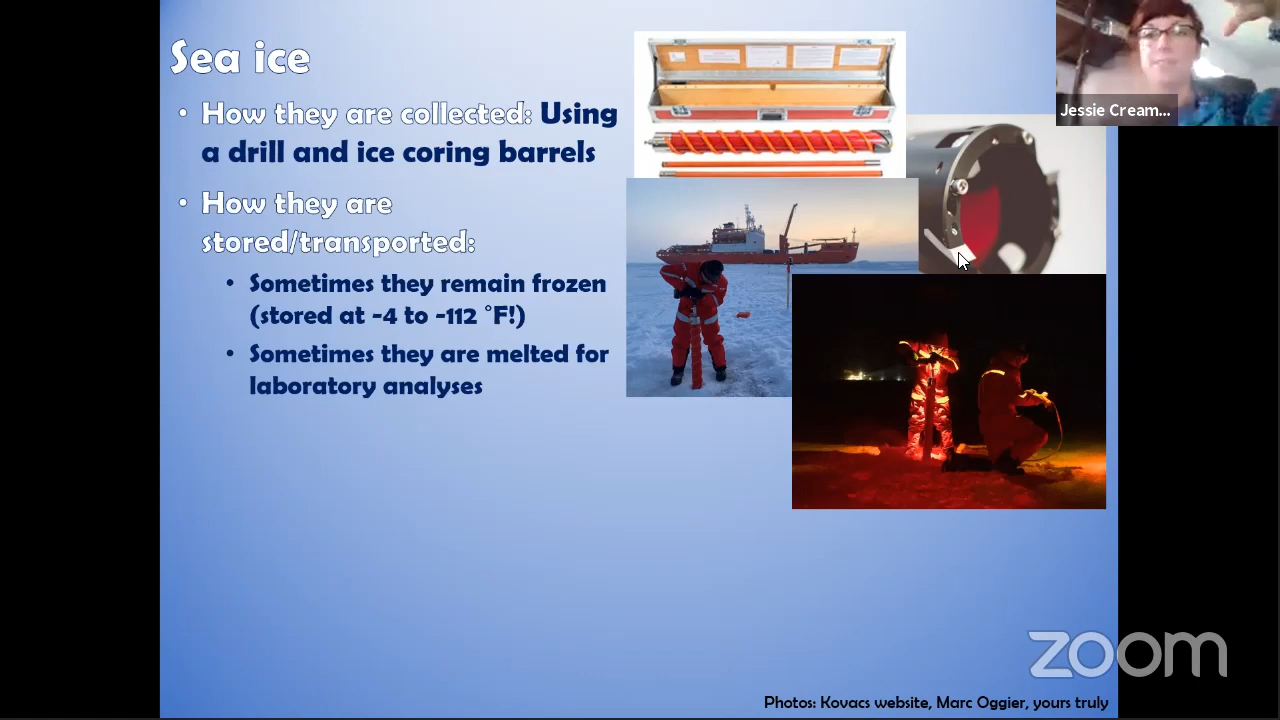 Sea ice
• How they are collected: Using
a drill and ice coring barrels
• How they are
stored/transported:
• Sometimes they remain frozen
(stored at -4 to -112 °F!)
• Sometimes they are melted for
laboratory analyses
Jessie Cream...
zoom
Photos: Kovacs website, Marc Oggier, yours truly